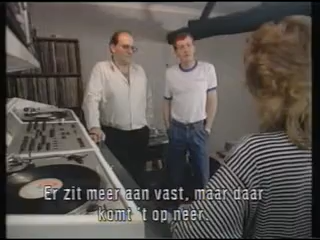 Er zit meer aan vast, maar daar
komt 't op neer.